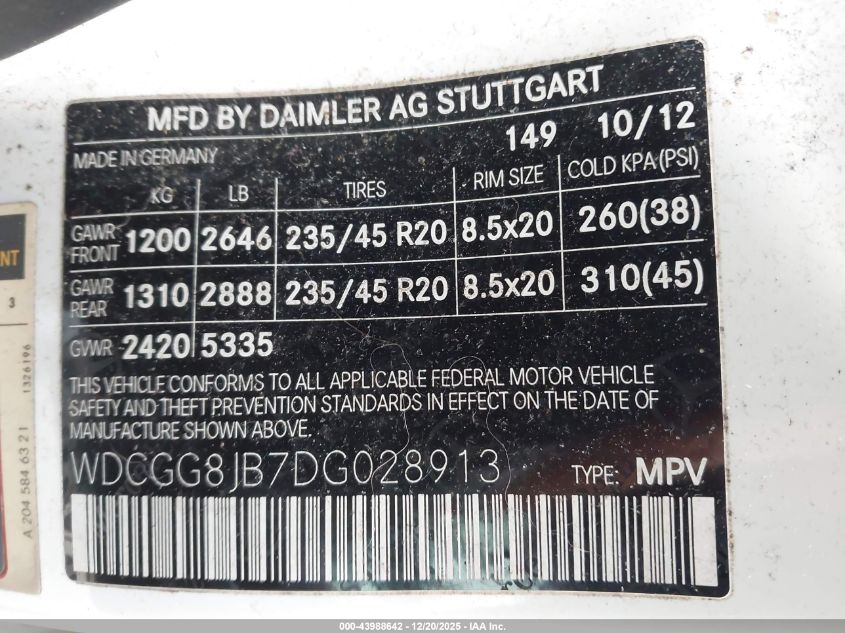 MFD BY DAIMLER AG STUTTGART
MADE IN GERMANY 149 10/12
KG LB TIRES RIM SIZE COLD KPA (PSI)
GAWR FRONT 1200 2646 235/45 R20 8.5x20 260(38)
GAWR REAR 1310 2888 235/45 R20 8.5x20 310(45)
GVWR 2420 5335
THIS VEHICLE CONFORMS TO ALL APPLICABLE FEDERAL MOTOR VEHICLE
SAFETY AND THEFT PREVENTION STANDARDS IN EFFECT ON THE DATE OF
MANUFACTURE SHOWN ABOVE.
WDCGG8JB7DG028913 TYPE: MPV
NT
3
1326196
A 204 584 63 21
000-43988642 - 12/20/2025 - IAA Inc.